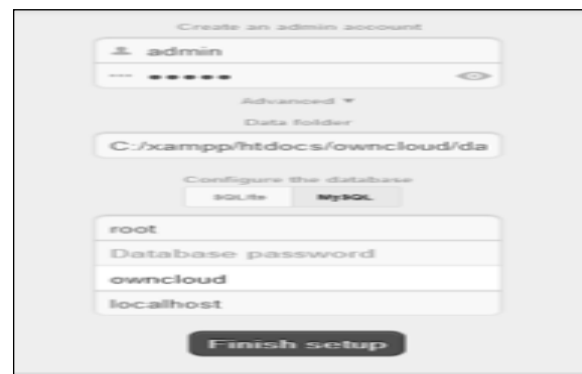 Create an admin account
admin
•••••
Advanced ▼
Data folder
C:/xampp/htdocs/owncloud/da
Configure the database
SQLite MySQL
root
Database password
owncloud
localhost
Finish setup